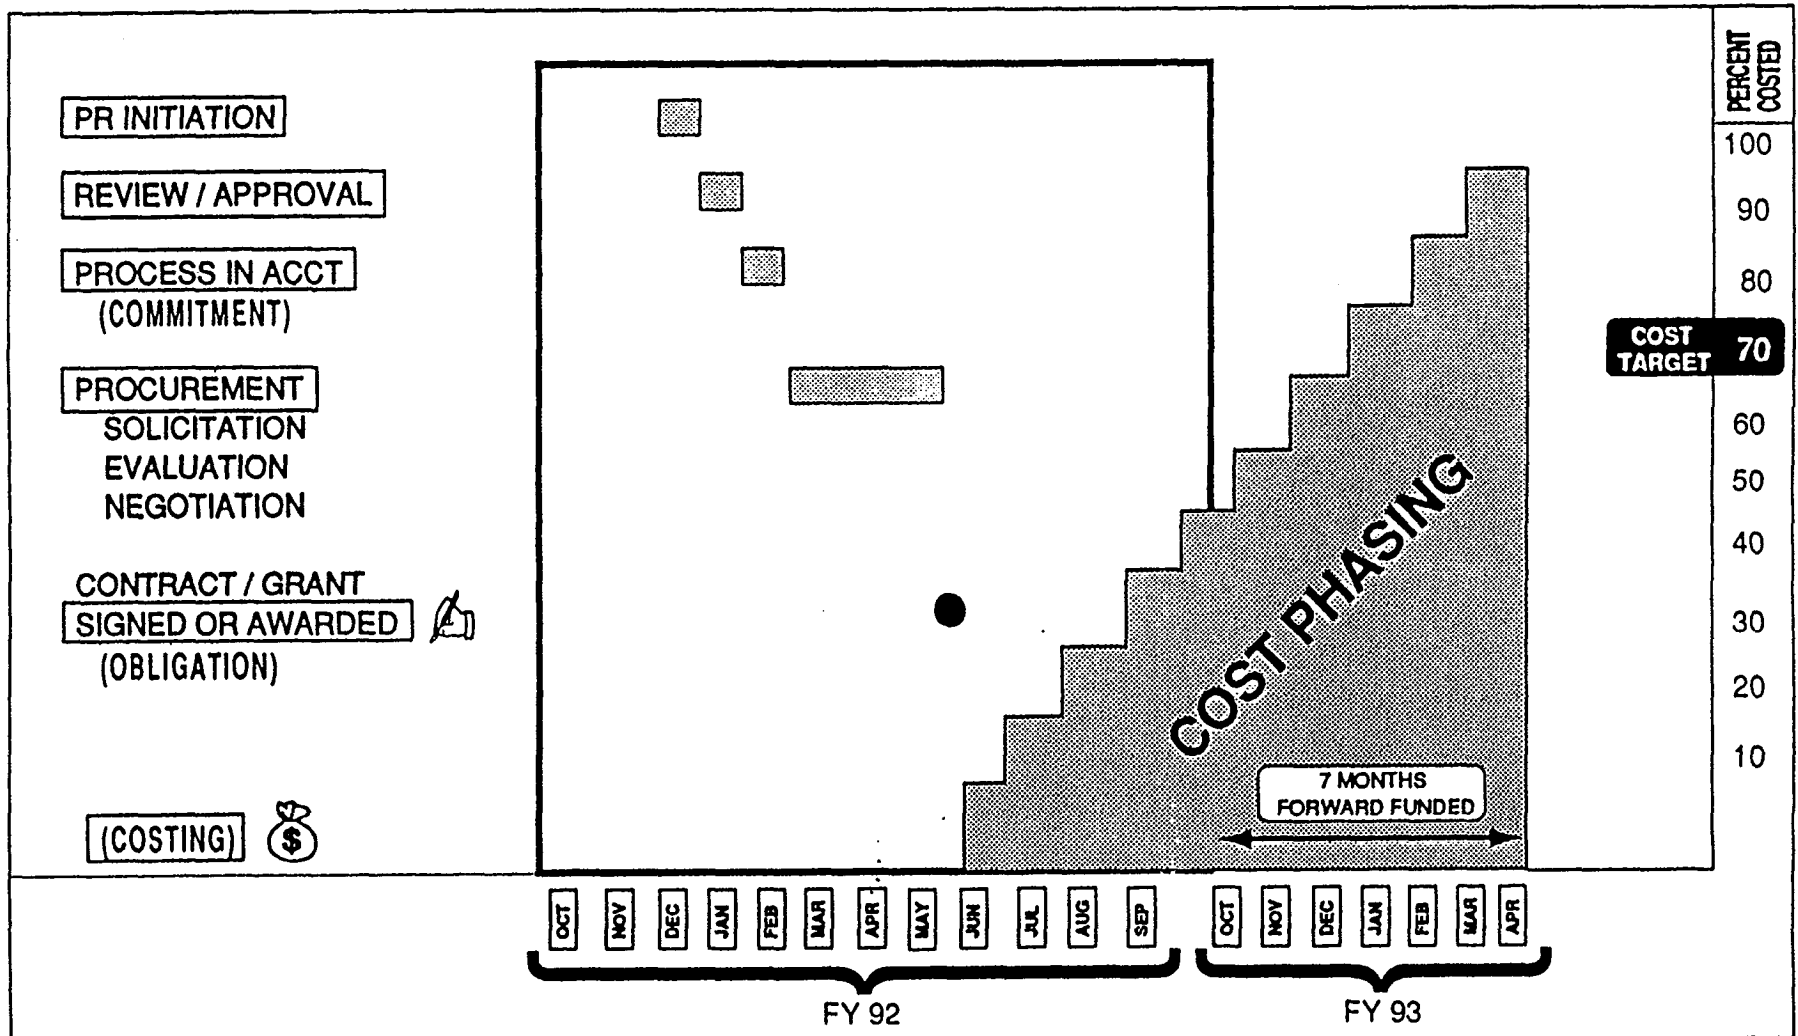 PERCENT
COSTED
PR INITIATION
100
REVIEW / APPROVAL
90
PROCESS IN ACCT
80
(COMMITMENT)
COST
TARGET
70
PROCUREMENT
SOLICITATION
60
EVALUATION
50
NEGOTIATION
40
CONTRACT / GRANT
SIGNED OR AWARDED
30
(OBLIGATION)
20
COST PHASING
10
7 MONTHS
FORWARD FUNDED
(COSTING)
$
OCT NOV DEC JAN FEB MAR APR MAY JUN JUL AUG SEP OCT NOV DEC JAN FEB MAR APR
FY 92 FY 93